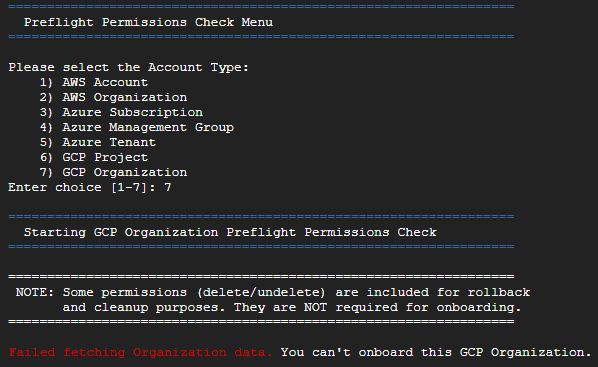 =================================================================
Preflight Permissions Check Menu
=================================================================
Please select the Account Type:
1) AWS Account
2) AWS Organization
3) Azure Subscription
4) Azure Management Group
5) Azure Tenant
6) GCP Project
7) GCP Organization
Enter choice [1-7]: 7
=================================================================
Starting GCP Organization Preflight Permissions Check
=================================================================
=================================================================
NOTE: Some permissions (delete/undelete) are included for rollback
and cleanup purposes. They are NOT required for onboarding.
=================================================================
Failed fetching Organization data. You can't onboard this GCP Organization.